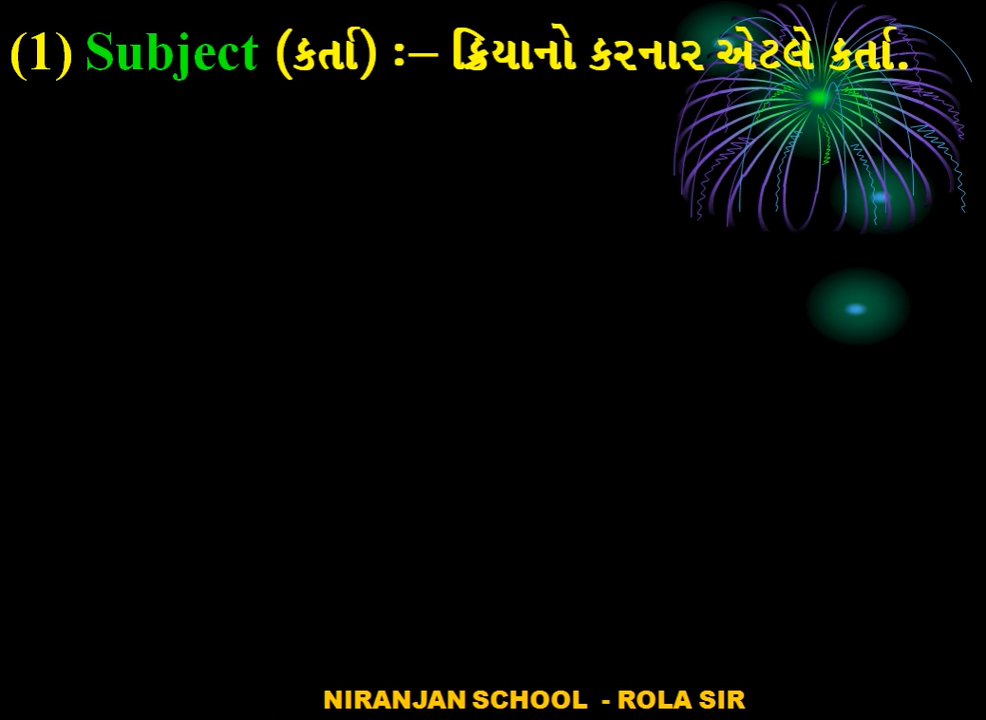 (1) Subject (કર્તા) :– ક્રિયાનો કરનાર એટલે કર્તા.
NIRANJAN SCHOOL - ROLA SIR